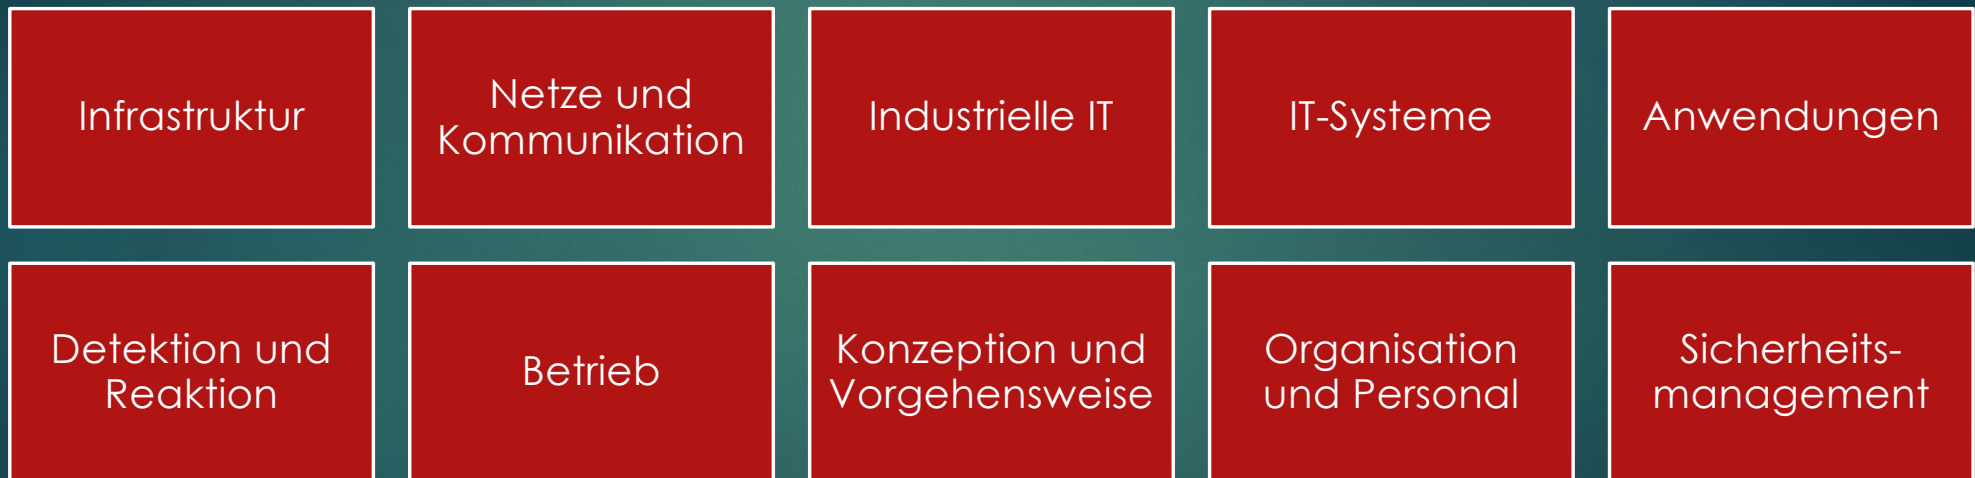 Infrastruktur
Netze und
Kommunikation
Industrielle IT
IT-Systeme
Anwendungen
Detektion und
Reaktion
Betrieb
Konzeption und
Vorgehensweise
Organisation
und Personal
Sicherheits-
management